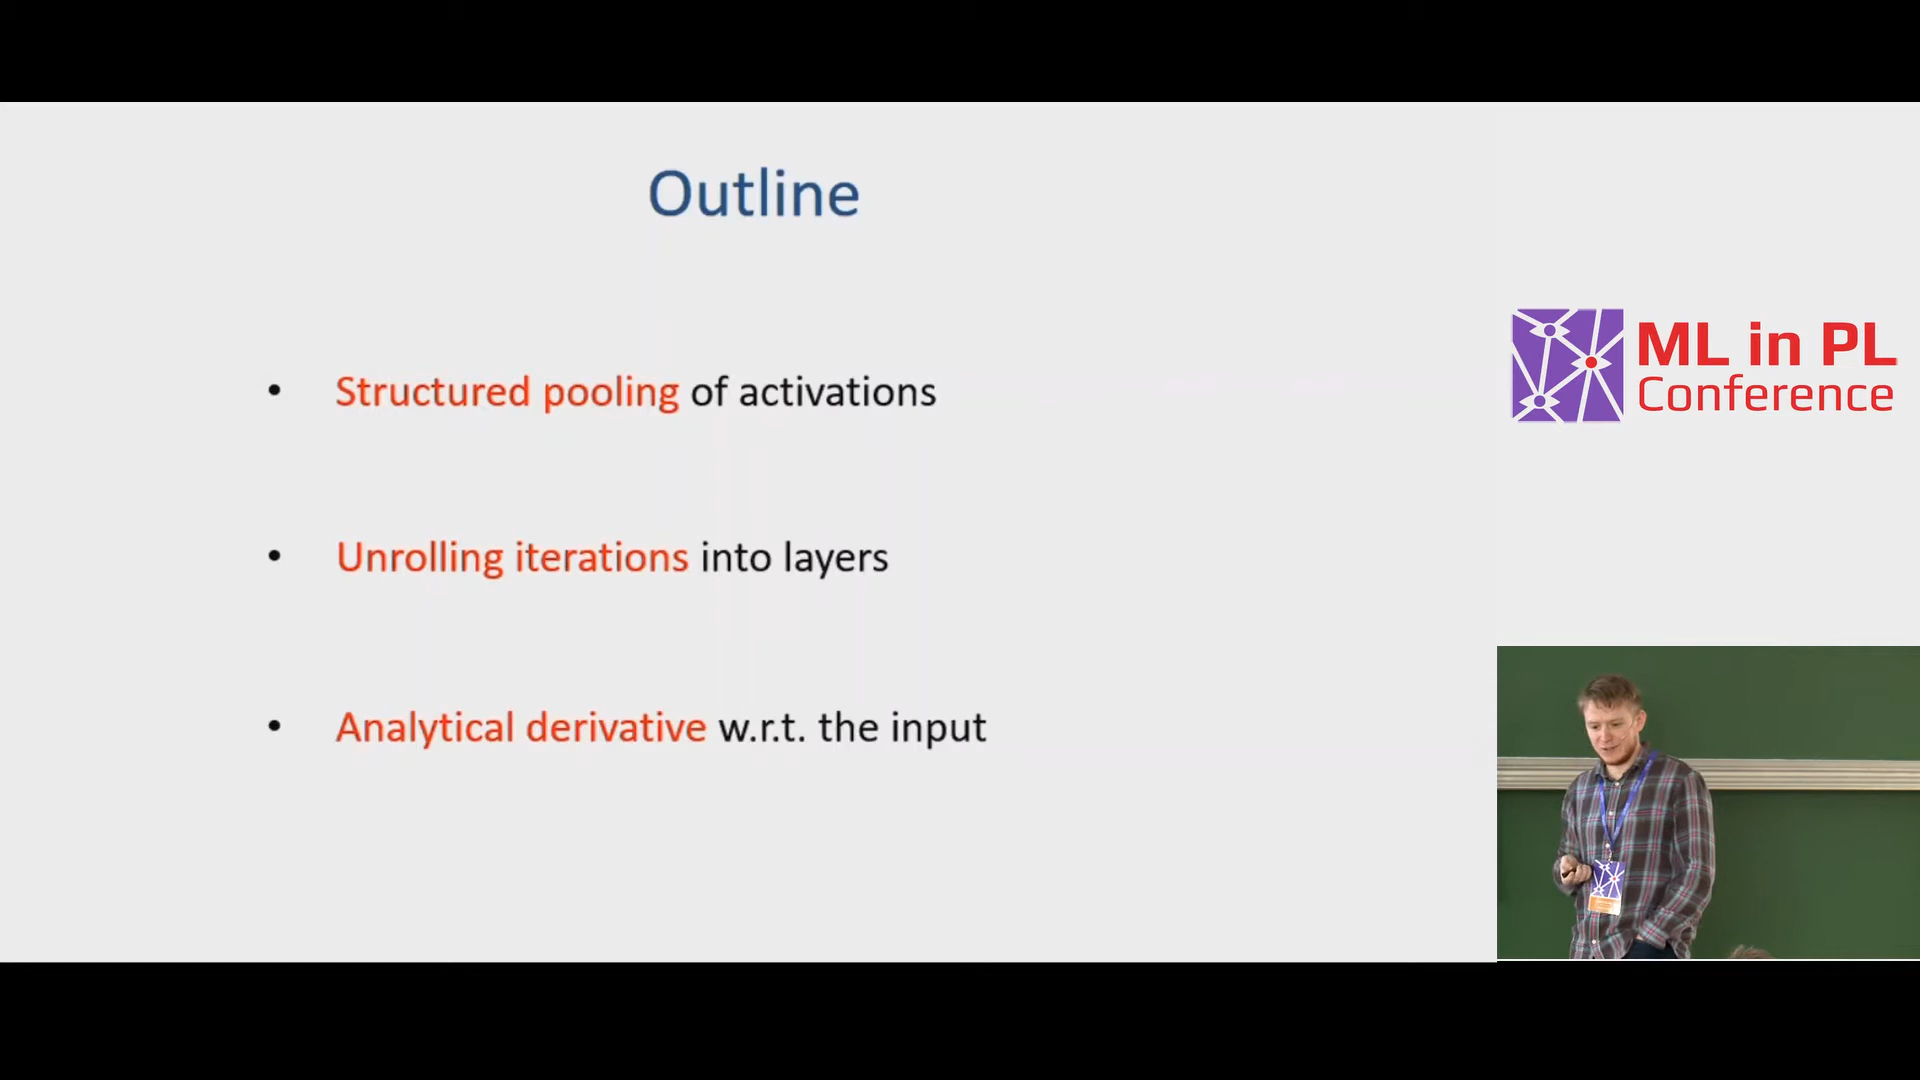 Outline
• Structured pooling of activations
• Unrolling iterations into layers
• Analytical derivative w.r.t. the input
ML in PL
Conference